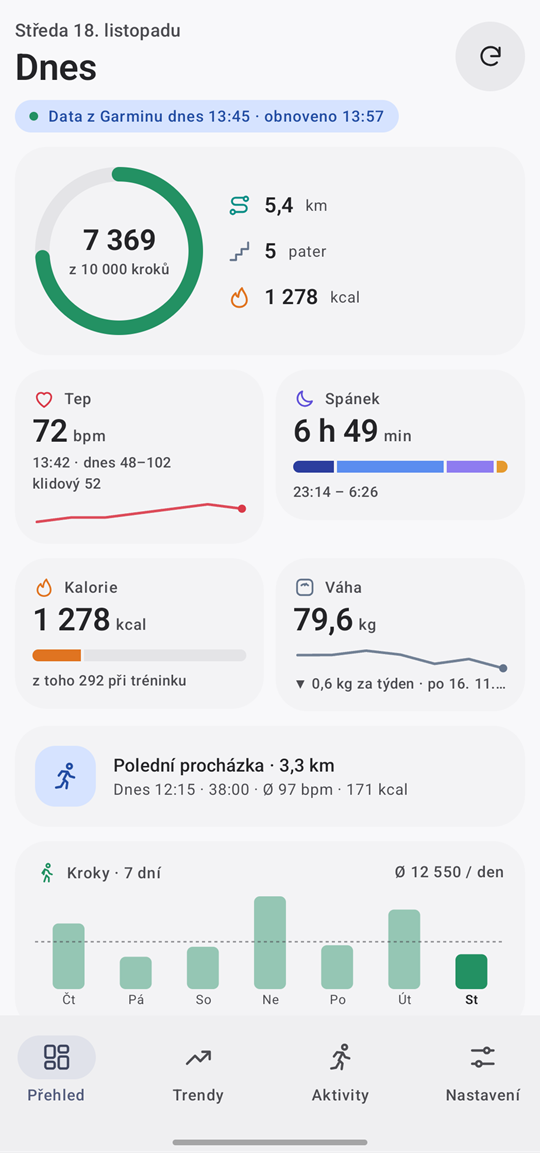 Středa 18. listopadu
Dnes
Data z Garminu dnes 13:45 · obnoveno 13:57
7 369
z 10 000 kroků
5,4 km
5 pater
1 278 kcal
Tep
72 bpm
13:42 · dnes 48–102
klidový 52
Spánek
6 h 49 min
23:14 – 6:26
Kalorie
1 278 kcal
z toho 292 při tréninku
Váha
79,6 kg
▼ 0,6 kg za týden · po 16. 11.…
Polední procházka · 3,3 km
Dnes 12:15 · 38:00 · Ø 97 bpm · 171 kcal
Kroky · 7 dní
Ø 12 550 / den
Čt Pá So Ne Po Út St
Přehled Trendy Aktivity Nastavení